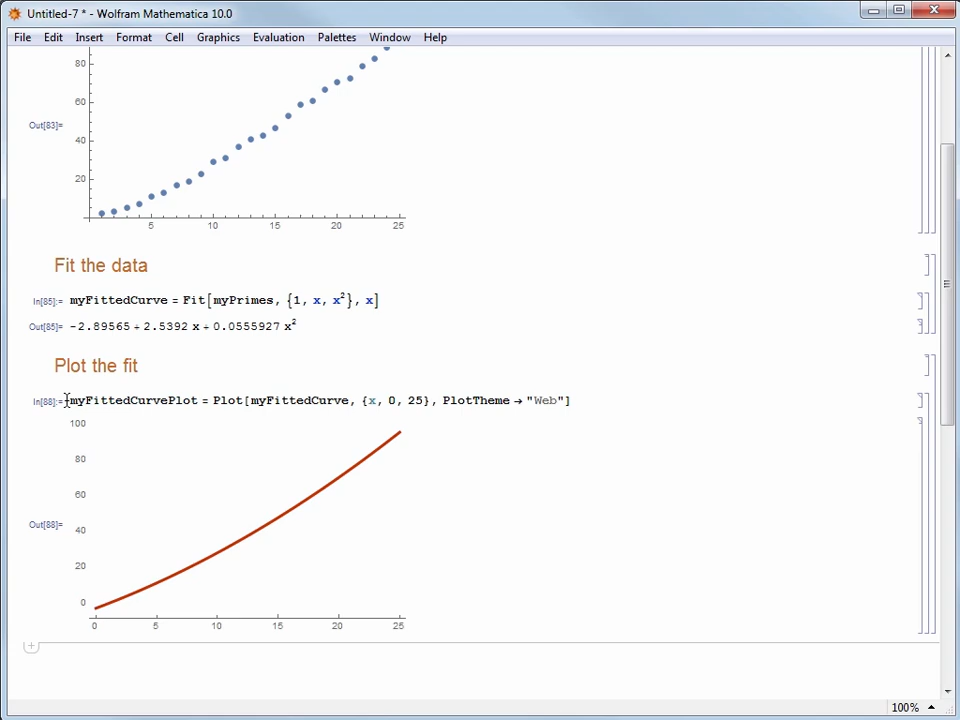 Untitled-7 * - Wolfram Mathematica 10.0
File Edit Insert Format Cell Graphics Evaluation Palettes Window Help
80
60
Out[83]=
40
20
5 10 15 20 25
Fit the data
In[85]:= myFittedCurve = Fit[myPrimes, {1, x, x²}, x]
Out[85]= -2.89565 + 2.5392 x + 0.0555927 x²
Plot the fit
In[88]:= myFittedCurvePlot = Plot[myFittedCurve, {x, 0, 25}, PlotTheme → "Web"]
100
80
60
Out[88]=
40
20
0
0 5 10 15 20 25
+
100%